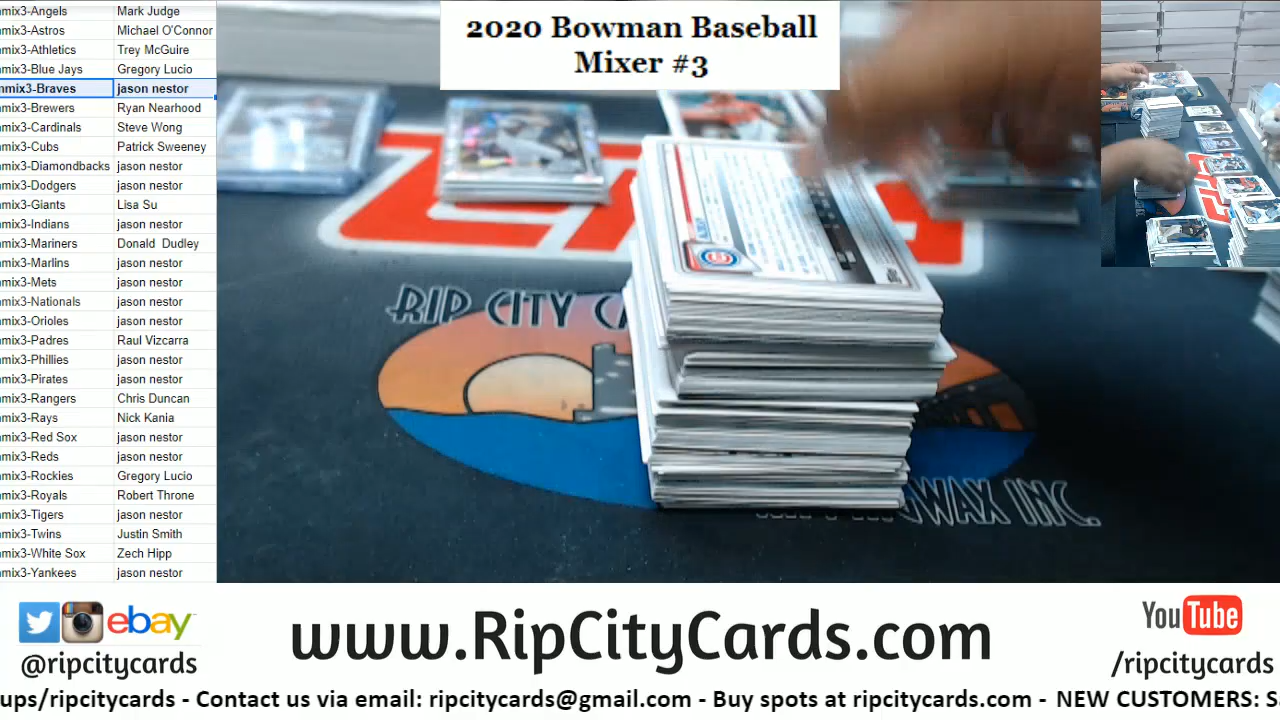 2020 Bowman Baseball
Mixer #3
mix3-Angels Mark Judge
mix3-Astros Michael O'Connor
mix3-Athletics Trey McGuire
mix3-Blue Jays Gregory Lucio
mix3-Braves jason nestor
mix3-Brewers Ryan Nearhood
mix3-Cardinals Steve Wong
mix3-Cubs Patrick Sweeney
mix3-Diamondbacks jason nestor
mix3-Dodgers jason nestor
mix3-Giants Lisa Su
mix3-Indians jason nestor
mix3-Mariners Donald Dudley
mix3-Marlins jason nestor
mix3-Mets jason nestor
mix3-Nationals jason nestor
mix3-Orioles jason nestor
mix3-Padres Raul Vizcarra
mix3-Phillies jason nestor
mix3-Pirates jason nestor
mix3-Rangers Chris Duncan
mix3-Rays Nick Kania
mix3-Red Sox jason nestor
mix3-Reds jason nestor
mix3-Rockies Gregory Lucio
mix3-Royals Robert Throne
mix3-Tigers jason nestor
mix3-Twins Justin Smith
mix3-White Sox Zech Hipp
mix3-Yankees jason nestor
RIP CITY
WAX INC.
ebay
@ripcitycards
www.RipCityCards.com
YouTube
/ripcitycards
ups/ripcitycards - Contact us via email: ripcitycards@gmail.com - Buy spots at ripcitycards.com - NEW CUSTOMERS: S